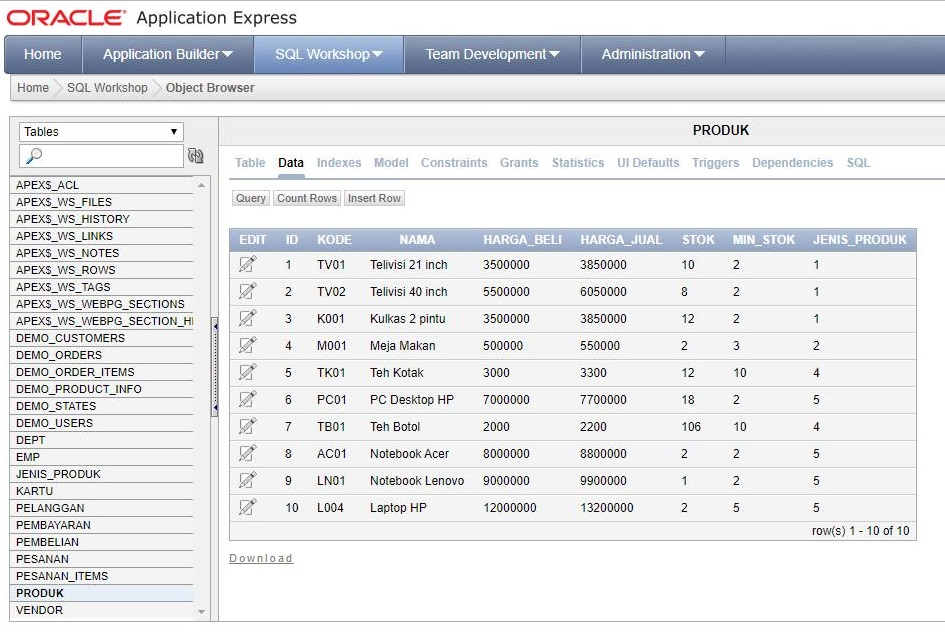 ORACLE® Application Express
Home Application Builder SQL Workshop Team Development Administration
Home SQL Workshop Object Browser
Tables
PRODUK
Table Data Indexes Model Constraints Grants Statistics UI Defaults Triggers Dependencies SQL
Query Count Rows Insert Row
APEX$_ACL
APEX$_WS_FILES
APEX$_WS_HISTORY
APEX$_WS_LINKS
APEX$_WS_NOTES
APEX$_WS_ROWS
APEX$_WS_TAGS
APEX$_WS_WEBPG_SECTIONS
APEX$_WS_WEBPG_SECTION_HI
DEMO_CUSTOMERS
DEMO_ORDERS
DEMO_ORDER_ITEMS
DEMO_PRODUCT_INFO
DEMO_STATES
DEMO_USERS
DEPT
EMP
JENIS_PRODUK
KARTU
PELANGGAN
PEMBAYARAN
PEMBELIAN
PESANAN
PESANAN_ITEMS
PRODUK
VENDOR
EDIT ID KODE NAMA HARGA_BELI HARGA_JUAL STOK MIN_STOK JENIS_PRODUK
1 TV01 Telivisi 21 inch 3500000 3850000 10 2 1
2 TV02 Telivisi 40 inch 5500000 6050000 8 2 1
3 K001 Kulkas 2 pintu 3500000 3850000 12 2 1
4 M001 Meja Makan 500000 550000 2 3 2
5 TK01 Teh Kotak 3000 3300 12 10 4
6 PC01 PC Desktop HP 7000000 7700000 18 2 5
7 TB01 Teh Botol 2000 2200 106 10 4
8 AC01 Notebook Acer 8000000 8800000 2 2 5
9 LN01 Notebook Lenovo 9000000 9900000 1 2 5
10 L004 Laptop HP 12000000 13200000 2 5 5
row(s) 1 - 10 of 10
Download